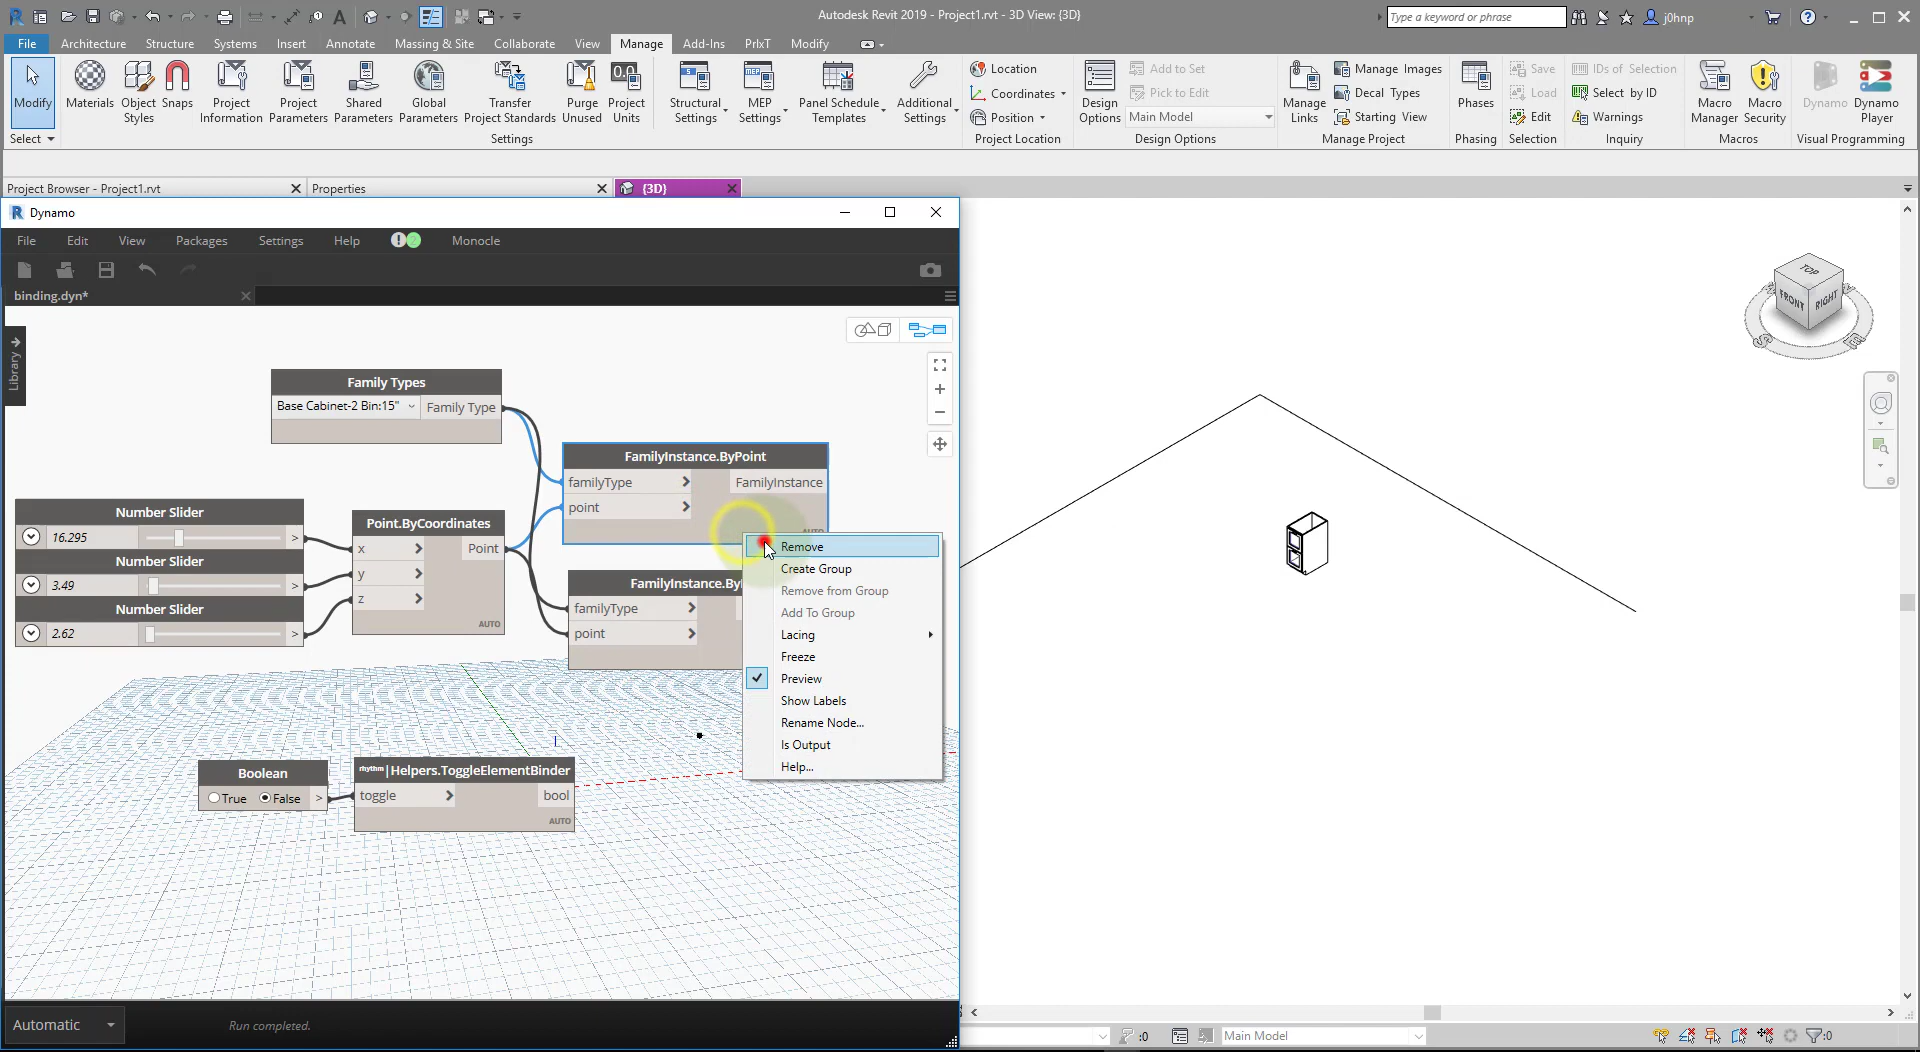 Autodesk Revit 2019 - Project1.rvt - 3D View: {3D}
Type a keyword or phrase
j0hnp
File
Architecture
Structure
Systems
Insert
Annotate
Massing & Site
Collaborate
View
Manage
Add-Ins
PrlxT
Modify
Modify
Materials
Object Styles
Snaps
Project Information
Project Parameters
Shared Parameters
Global Parameters
Transfer Project Standards
Purge Unused
Project Units
Structural Settings
MEP Settings
Panel Schedule Templates
Additional Settings
Location
Coordinates
Position
Design Options
Add to Set
Pick to Edit
Main Model
Manage Links
Manage Images
Decal Types
Starting View
Phases
Save
Load
Edit
IDs of Selection
Select by ID
Warnings
Macro Manager
Macro Security
Dynamo
Dynamo Player
Select
Settings
Project Location
Design Options
Manage Project
Phasing
Selection
Inquiry
Macros
Visual Programming
Project Browser - Project1.rvt
Properties
{3D}
Dynamo
File
Edit
View
Packages
Settings
Help
Monocle
binding.dyn*
Library
Family Types
Base Cabinet-2 Bin:15"
Family Type
FamilyInstance.ByPoint
familyType
FamilyInstance
point
AUTO
Number Slider
16.295
Number Slider
3.49
Number Slider
2.62
Point.ByCoordinates
x
Point
y
z
AUTO
FamilyInstance.ByP
familyType
point
Remove
Create Group
Remove from Group
Add To Group
Lacing
Freeze
Preview
Show Labels
Rename Node...
Is Output
Help...
Boolean
True
False
rhythm|Helpers.ToggleElementBinder
toggle
bool
AUTO
Automatic
Run completed.
TOP
FRONT
RIGHT
S
E
:0
Main Model
:0